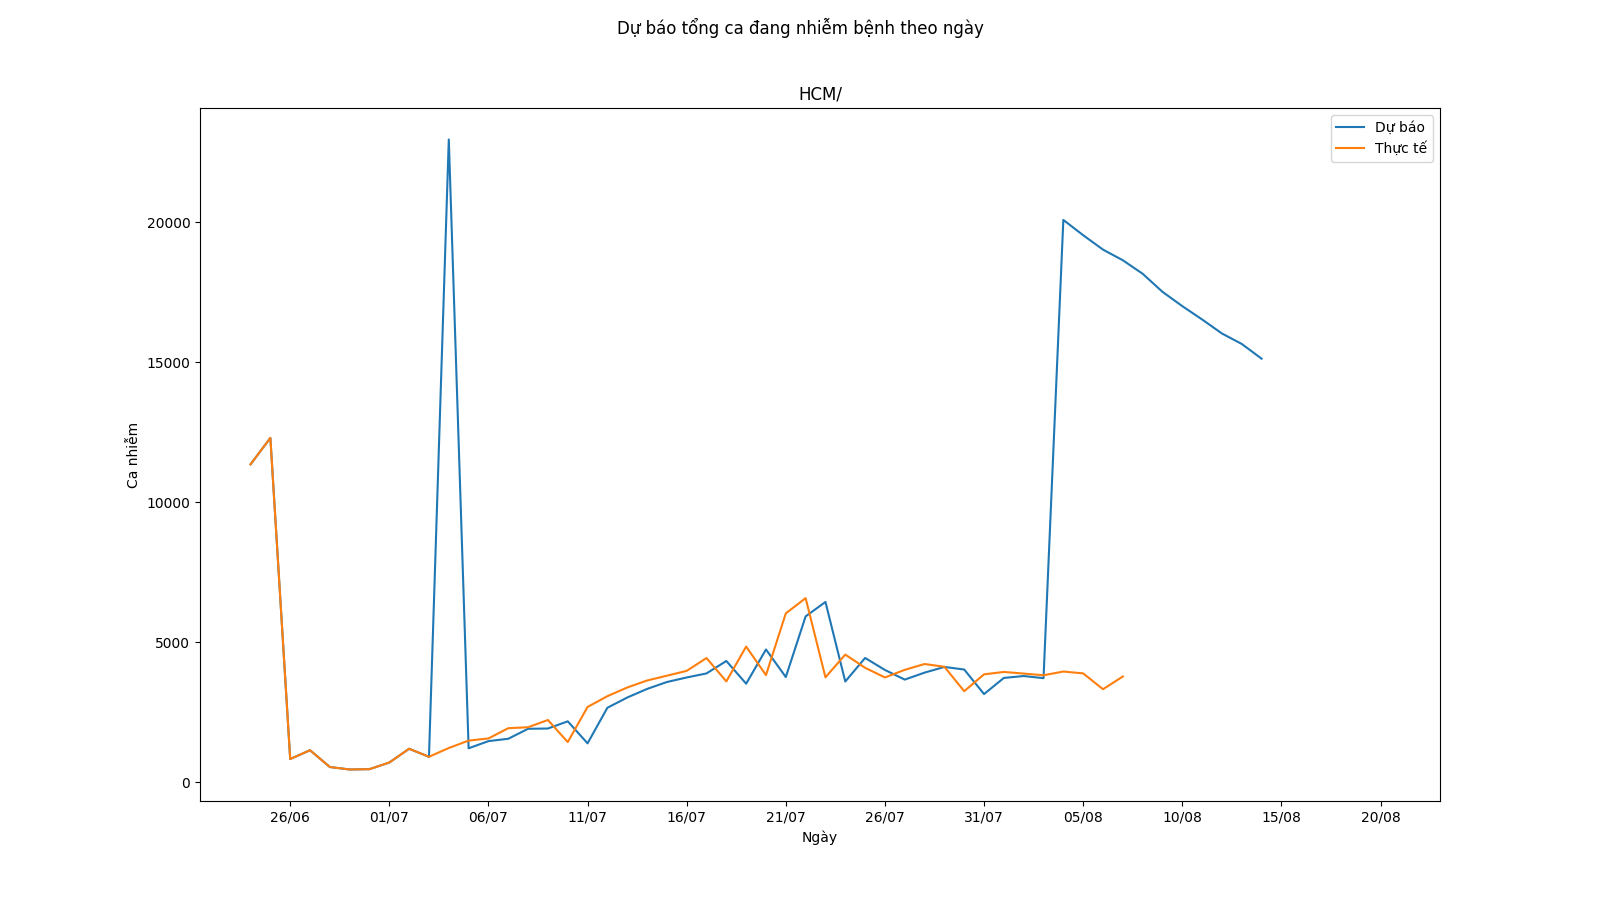 Dự báo tổng ca đang nhiễm bệnh theo ngày
HCM/
Dự báo
Thực tế
20000
15000
10000
5000
0
Ca nhiễm
26/06 01/07 06/07 11/07 16/07 21/07 26/07 31/07 05/08 10/08 15/08 20/08
Ngày